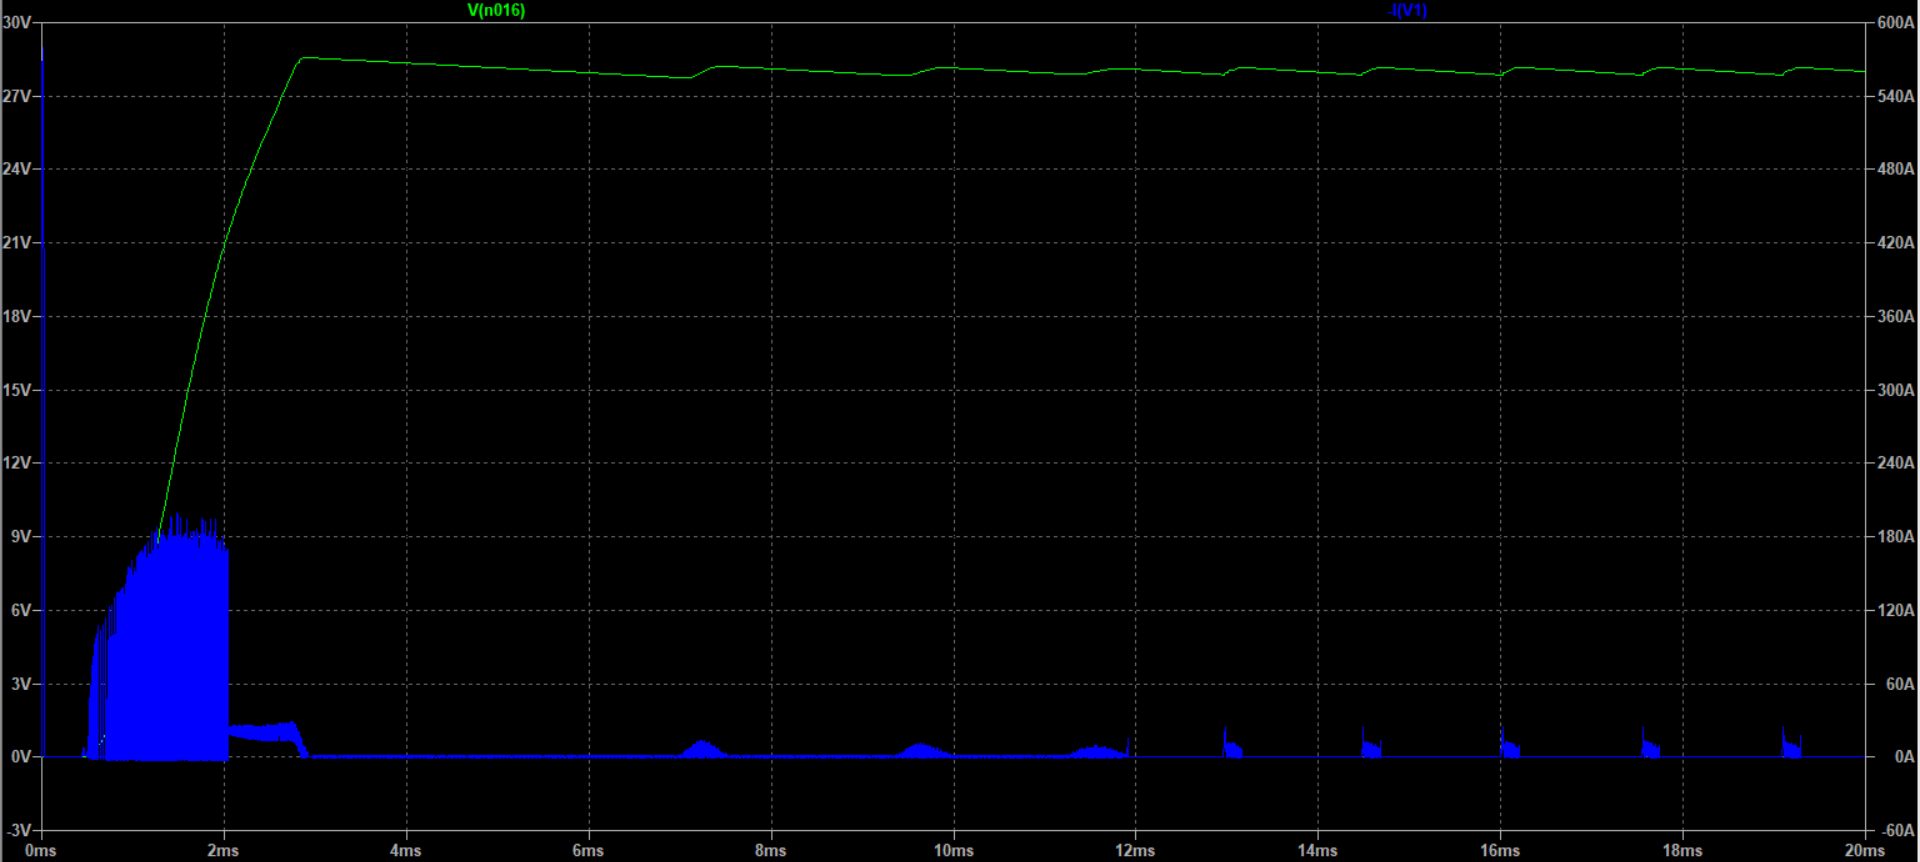 V(n016) -I(V1)
30V 600A
27V 540A
24V 480A
21V 420A
18V 360A
15V 300A
12V 240A
9V 180A
6V 120A
3V 60A
0V 0A
-3V -60A
0ms 2ms 4ms 6ms 8ms 10ms 12ms 14ms 16ms 18ms 20ms